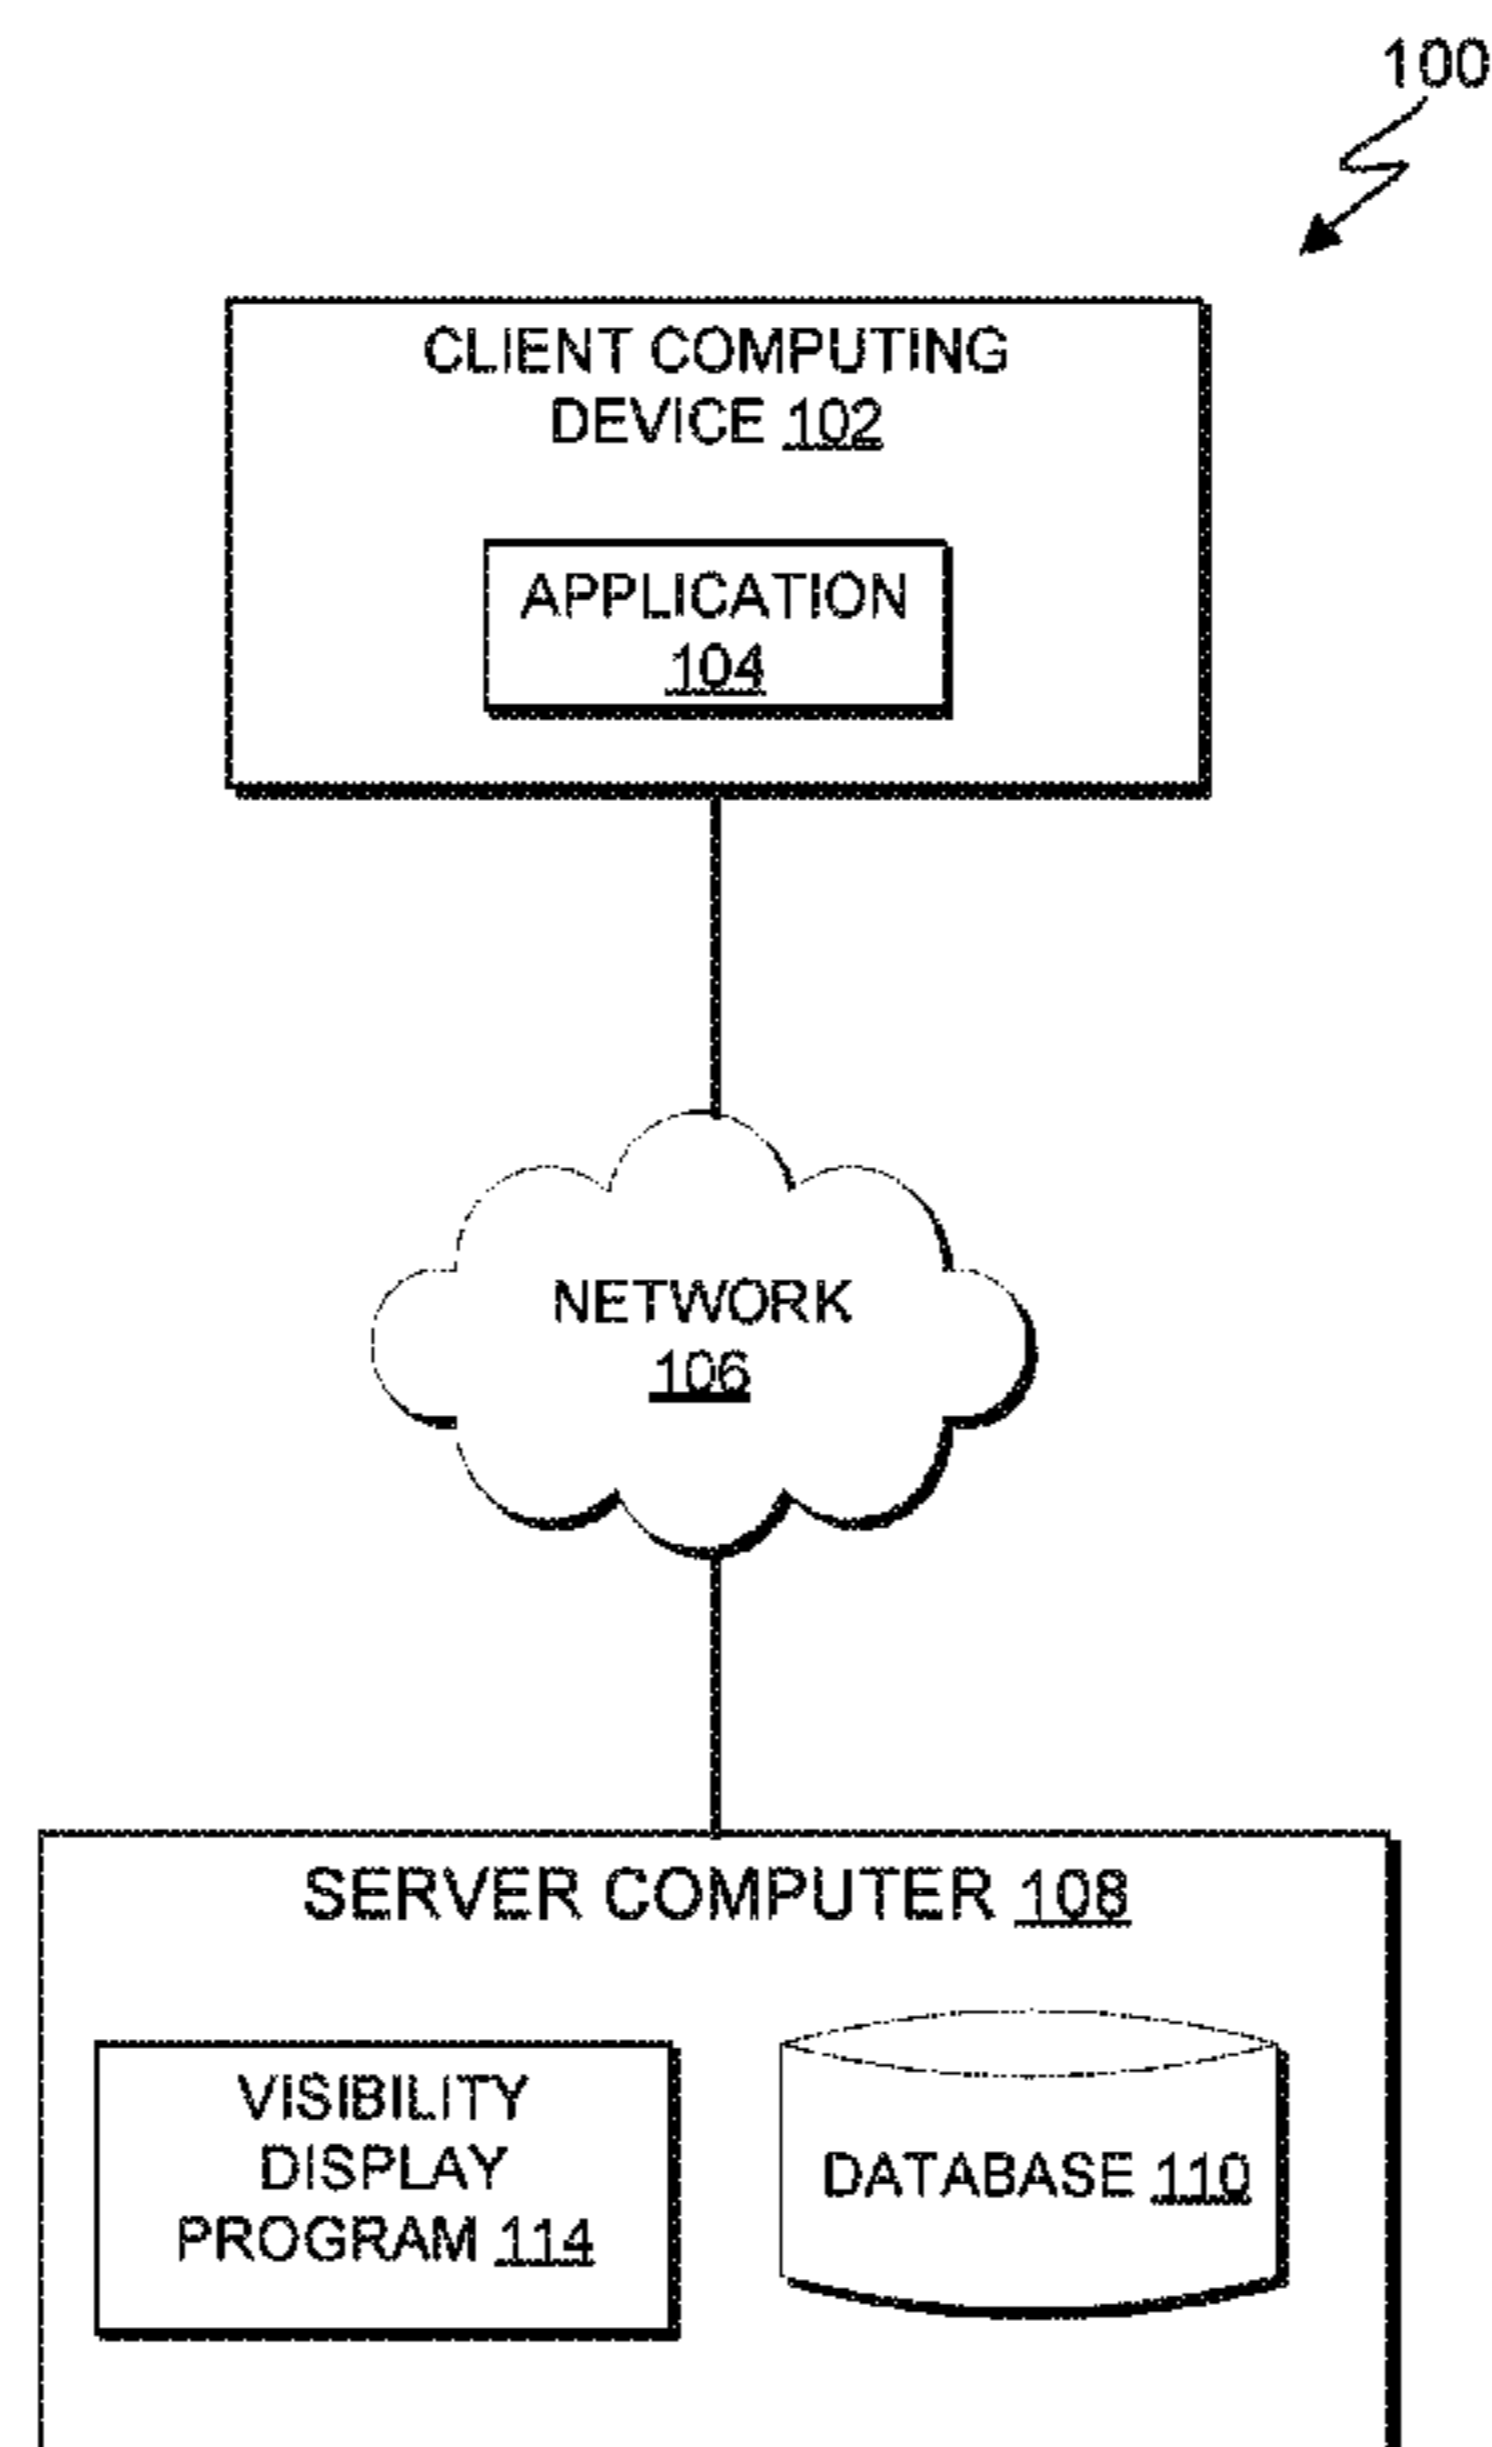 100
CLIENT COMPUTING
DEVICE 102
APPLICATION
104
NETWORK
106
SERVER COMPUTER 108
VISIBILITY
DISPLAY
PROGRAM 114
DATABASE 110